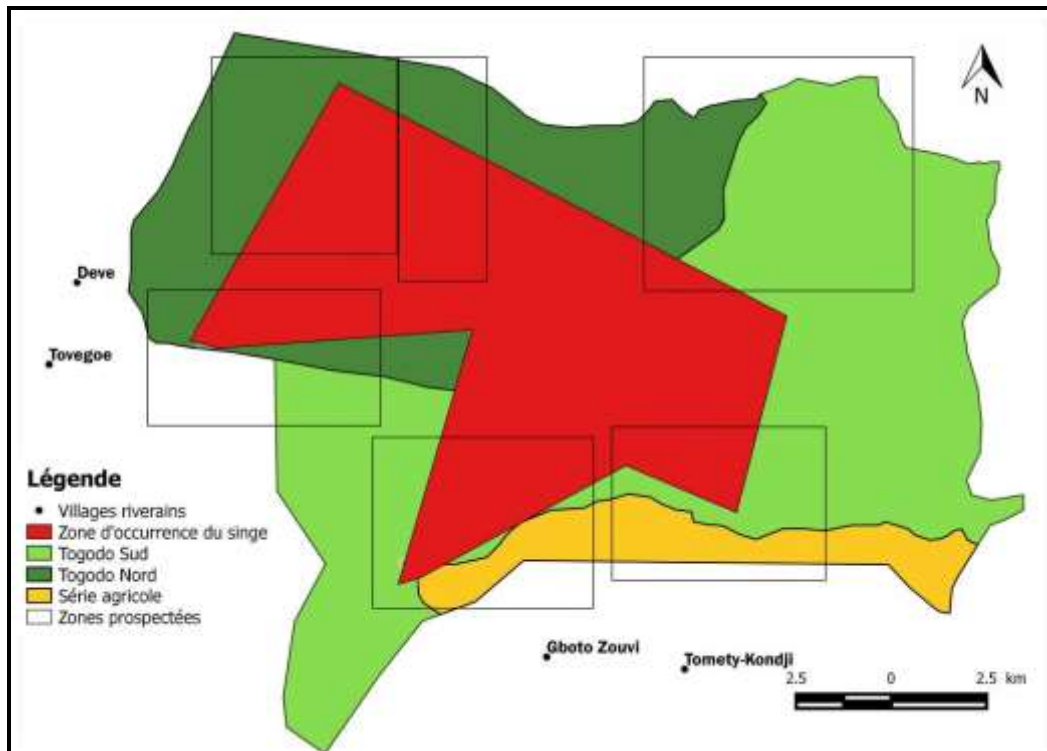 N
Deve
Tovegoe
Légende
Villages riverains
Zone d'occurrence du singe
Togodo Sud
Togodo Nord
Série agricole
Zones prospectées
Gboto Zouvi
Tomety-Kondji
2.5 0 2.5 km